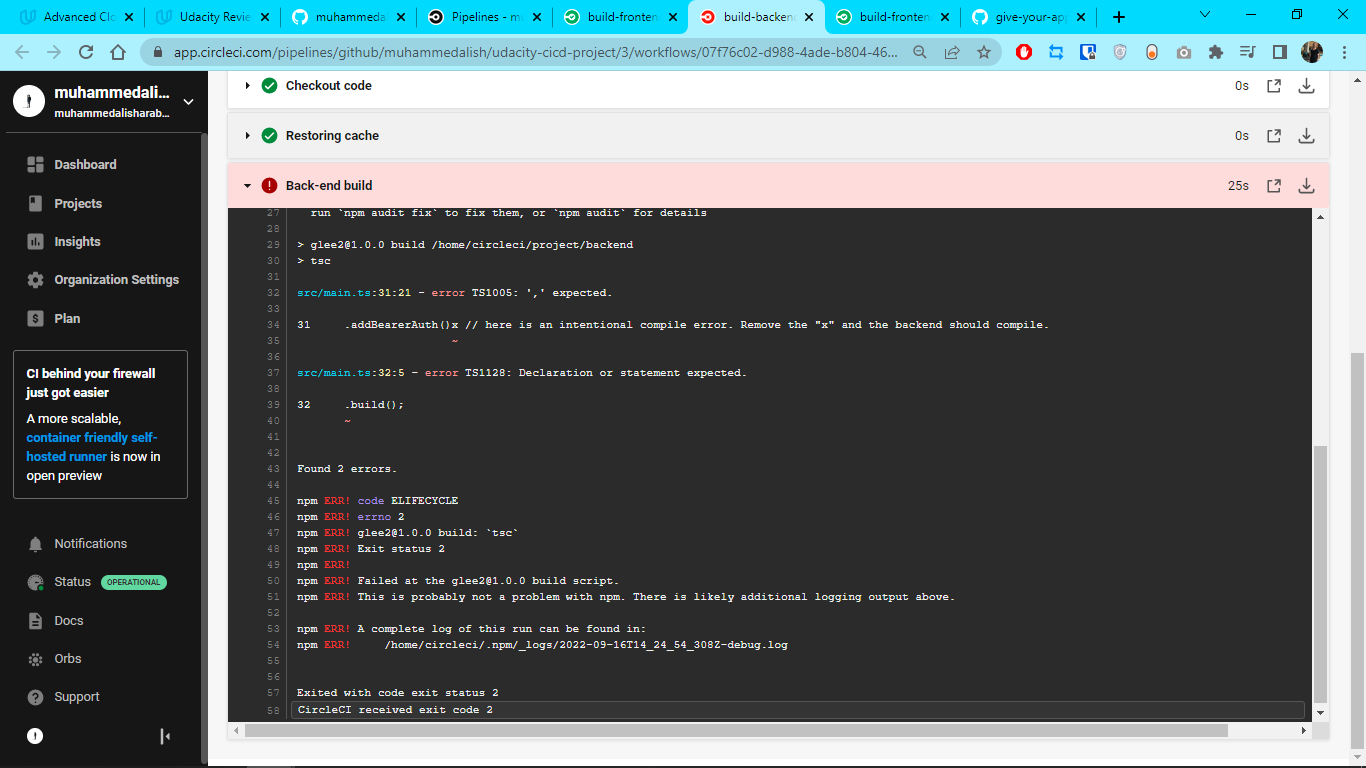 Advanced Clo
Udacity Revie
muhammeda
Pipelines - mu
build-fronten
build-backen
build-fronten
give-your-ap
app.circleci.com/pipelines/github/muhammedalish/udacity-cicd-project/3/workflows/07f76c02-d988-4ade-b804-46...
muhammedali...
muhammedalisharab...
Dashboard
Projects
Insights
Organization Settings
Plan
CI behind your firewall
just got easier
A more scalable,
container friendly self-
hosted runner is now in
open preview
Notifications
Status OPERATIONAL
Docs
Orbs
Support
Checkout code 0s
Restoring cache 0s
Back-end build 25s
27 run `npm audit fix` to fix them, or `npm audit` for details
28
29 > glee2@1.0.0 build /home/circleci/project/backend
30 > tsc
31
32 src/main.ts:31:21 - error TS1005: ',' expected.
33
34 31 .addBearerAuth()x // here is an intentional compile error. Remove the "x" and the backend should compile.
35 ~
36
37 src/main.ts:32:5 - error TS1128: Declaration or statement expected.
38
39 32 .build();
40 ~
41
42
43 Found 2 errors.
44
45 npm ERR! code ELIFECYCLE
46 npm ERR! errno 2
47 npm ERR! glee2@1.0.0 build: `tsc`
48 npm ERR! Exit status 2
49 npm ERR!
50 npm ERR! Failed at the glee2@1.0.0 build script.
51 npm ERR! This is probably not a problem with npm. There is likely additional logging output above.
52
53 npm ERR! A complete log of this run can be found in:
54 npm ERR! /home/circleci/.npm/_logs/2022-09-16T14_24_54_308Z-debug.log
55
56
57 Exited with code exit status 2
58 CircleCI received exit code 2